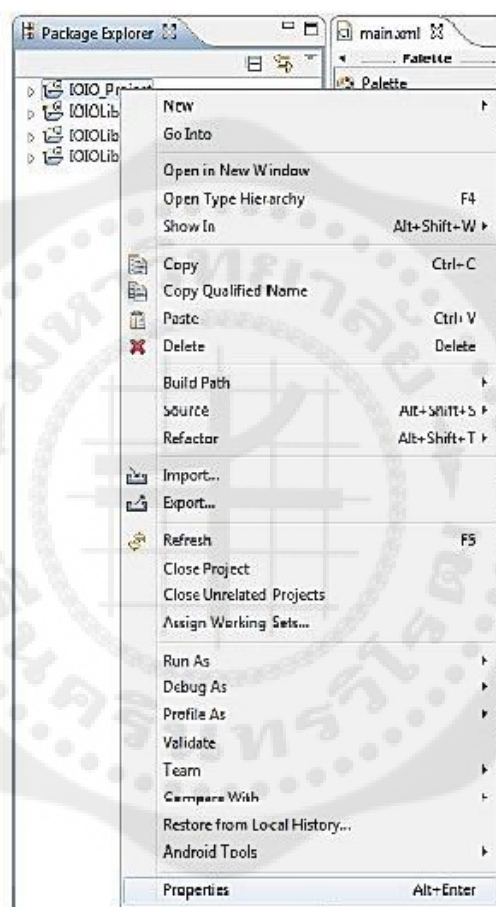 Package Explorer
main.xml
Palette
Palette
IOIO_Project
IOIOLib
IOIOLib
IOIOLib
New
Go Into
Open in New Window
Open Type Hierarchy F4
Show In Alt+Shift+W
Copy Ctrl+C
Copy Qualified Name
Paste Ctrl+V
Delete Delete
Build Path
Source Alt+Shift+S
Refactor Alt+Shift+T
Import...
Export...
Refresh F5
Close Project
Close Unrelated Projects
Assign Working Sets...
Run As
Debug As
Profile As
Validate
Team
Compare With
Restore from Local History...
Android Tools
Properties Alt+Enter